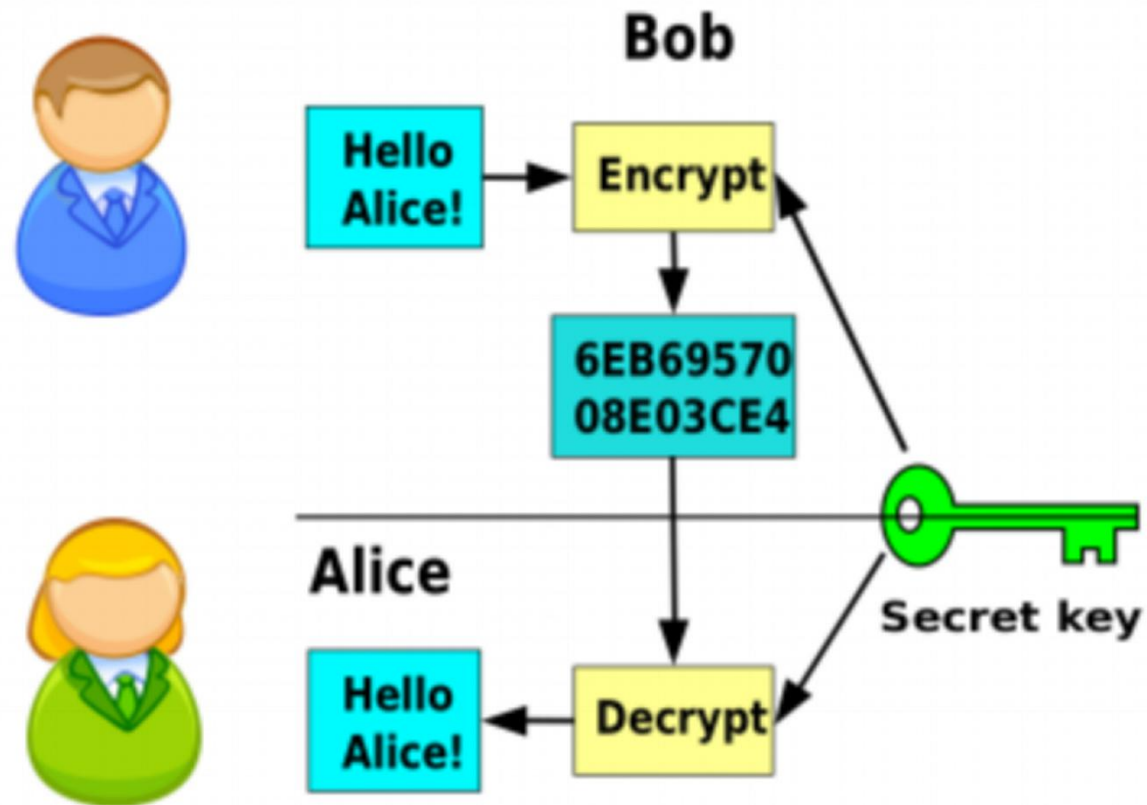 Bob
Hello
Alice!
Encrypt
6EB69570
08E03CE4
Alice
Secret key
Hello
Alice!
Decrypt